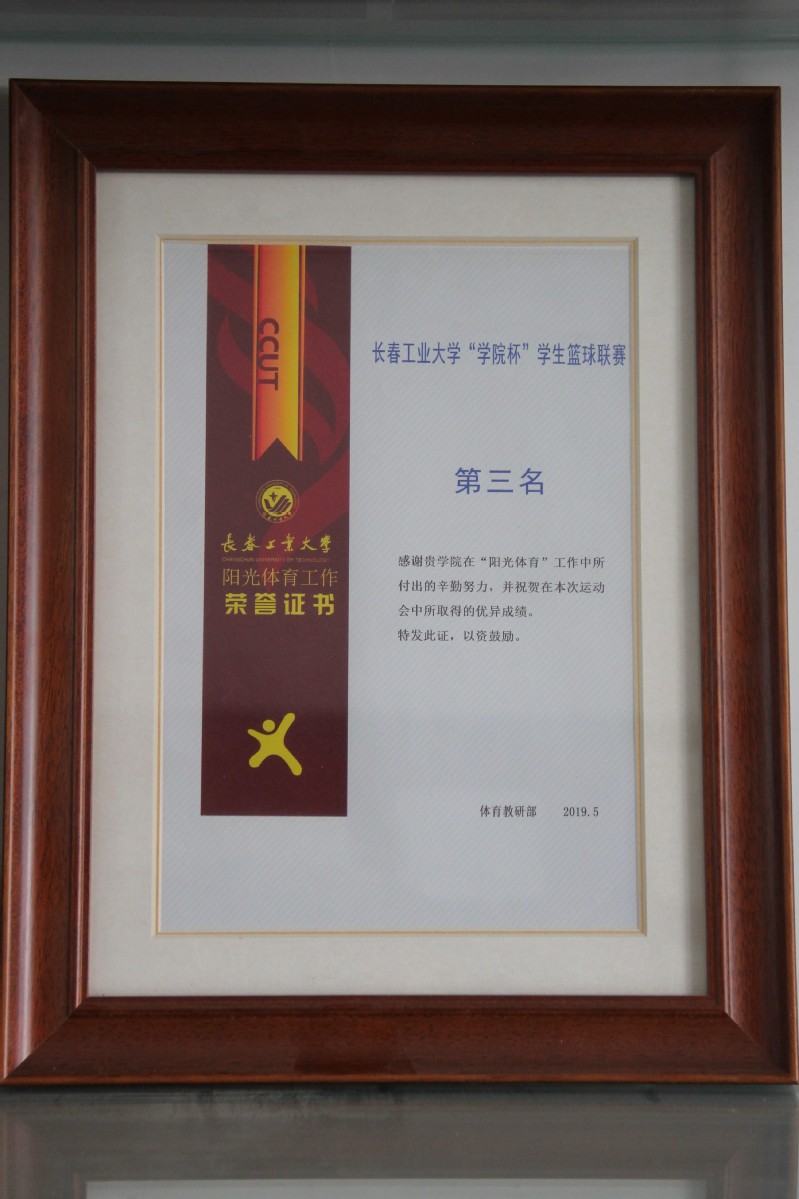 CCUT
长春工业大学
CHANGCHUN UNIVERSITY OF TECHNOLOGY
阳光体育工作
荣誉证书
长春工业大学“学院杯”学生篮球联赛
第三名
感谢贵学院在“阳光体育”工作中所
付出的辛勤努力，并祝贺在本次运动
会中所取得的优异成绩。
特发此证，以资鼓励。
体育教研部 2019.5